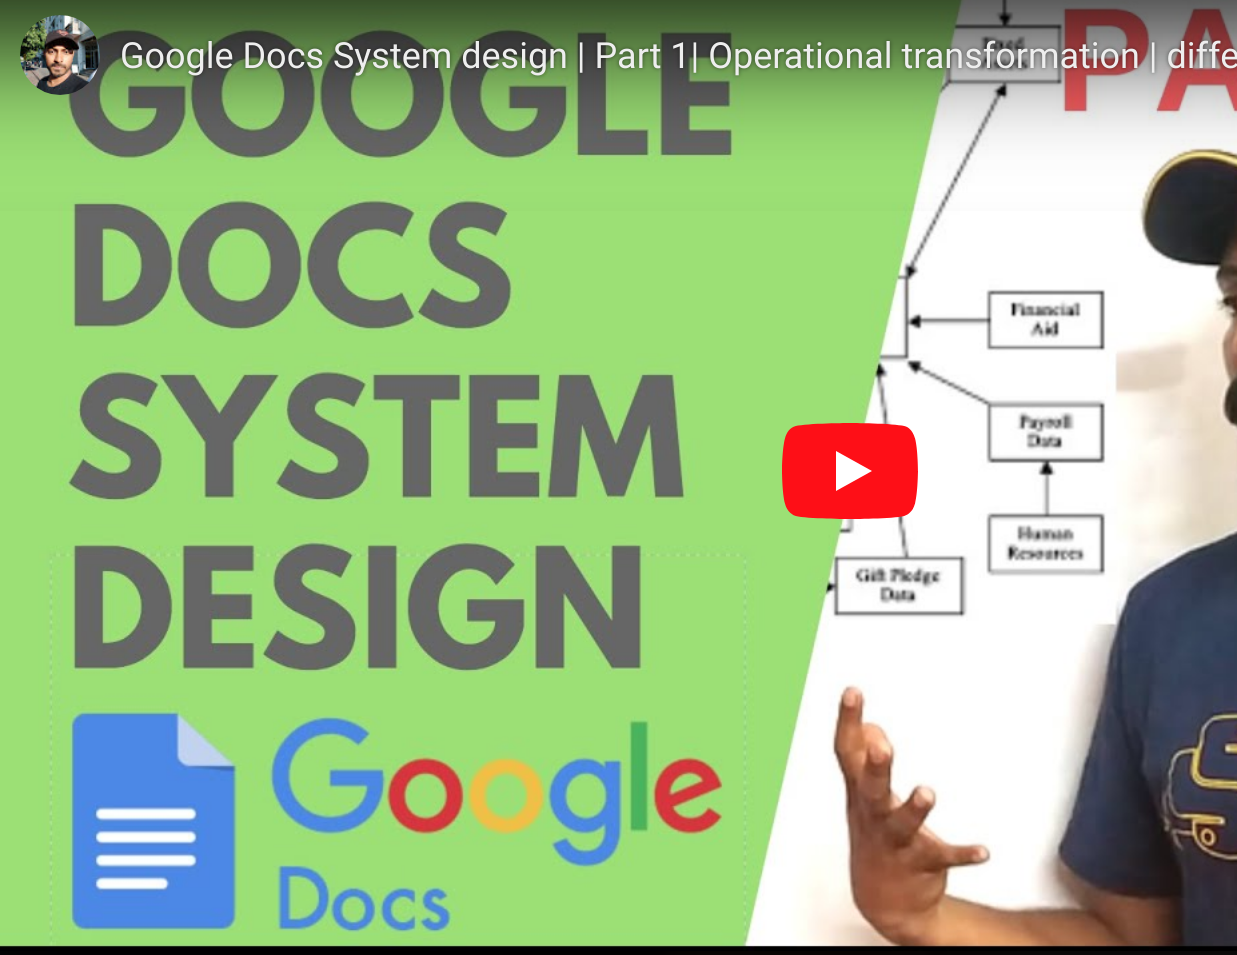 Google Docs System design | Part 1| Operational transformation | diffe
GOOGLE
DOCS
SYSTEM
DESIGN
Google
Docs
PA
Financial
Aid
Payroll
Data
Human
Resources
Gift Pledge
Data